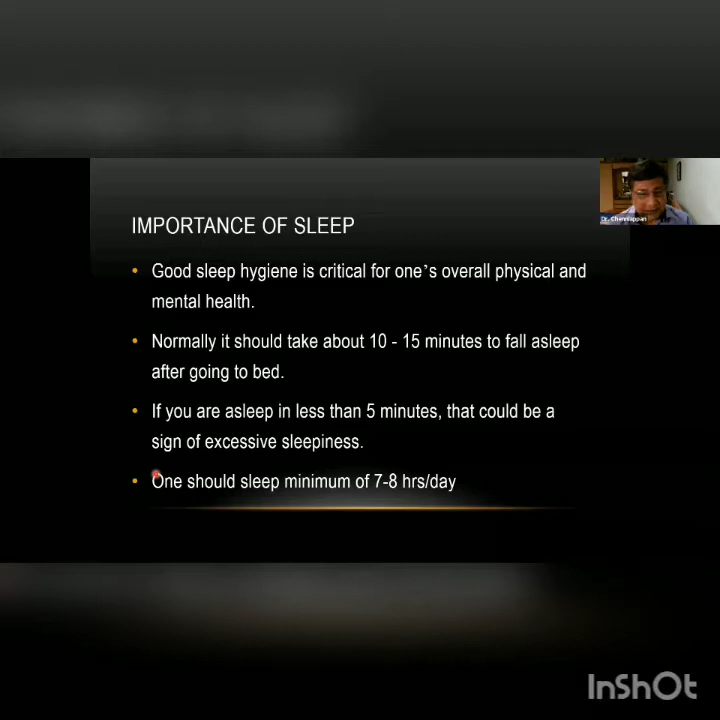 IMPORTANCE OF SLEEP
• Good sleep hygiene is critical for one's overall physical and
mental health.
• Normally it should take about 10 - 15 minutes to fall asleep
after going to bed.
• If you are asleep in less than 5 minutes, that could be a
sign of excessive sleepiness.
• One should sleep minimum of 7-8 hrs/day
Dr. Chenniappan
InShOt